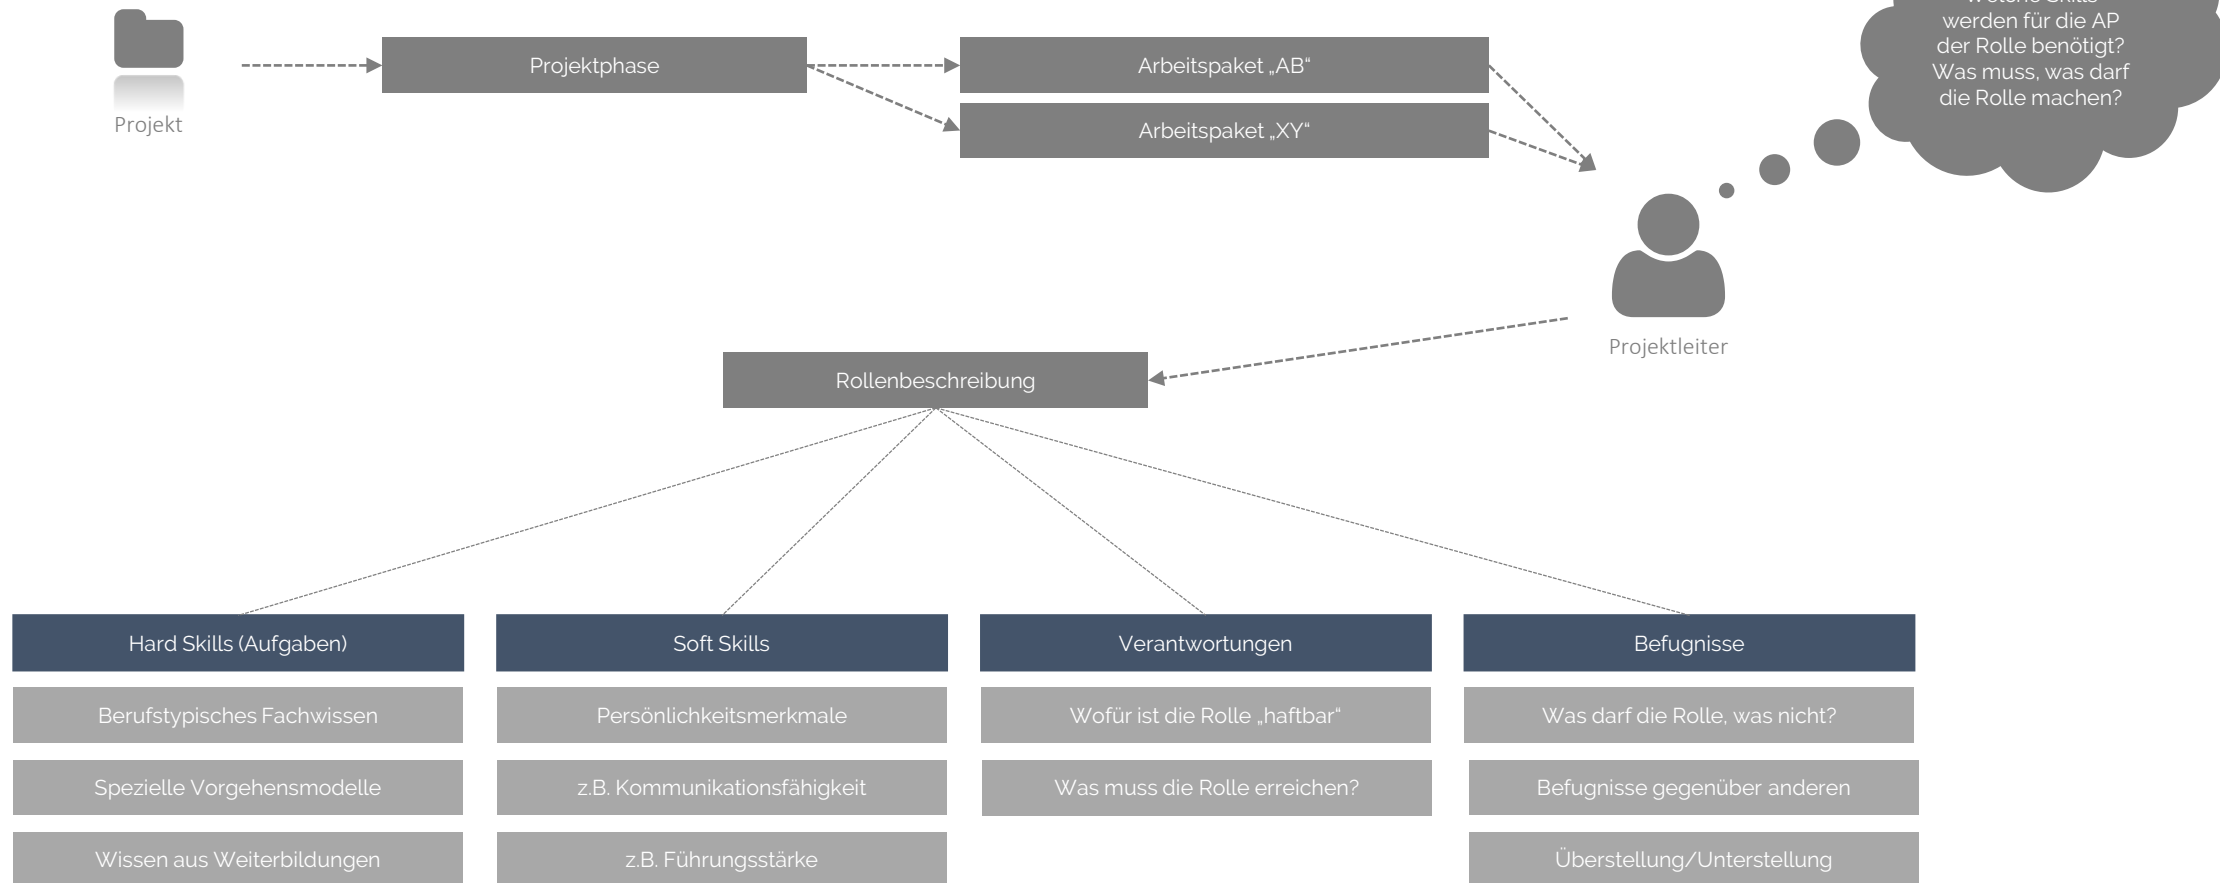 werden für die AP
der Rolle benötigt?
Was muss, was darf
die Rolle machen?
Projektphase
Arbeitspaket „AB“
Arbeitspaket „XY“
Projekt
Projektleiter
Rollenbeschreibung
Hard Skills (Aufgaben)
Soft Skills
Verantwortungen
Befugnisse
Berufstypisches Fachwissen
Persönlichkeitsmerkmale
Wofür ist die Rolle „haftbar“
Was darf die Rolle, was nicht?
Spezielle Vorgehensmodelle
z.B. Kommunikationsfähigkeit
Was muss die Rolle erreichen?
Befugnisse gegenüber anderen
Wissen aus Weiterbildungen
z.B. Führungsstärke
Überstellung/Unterstellung